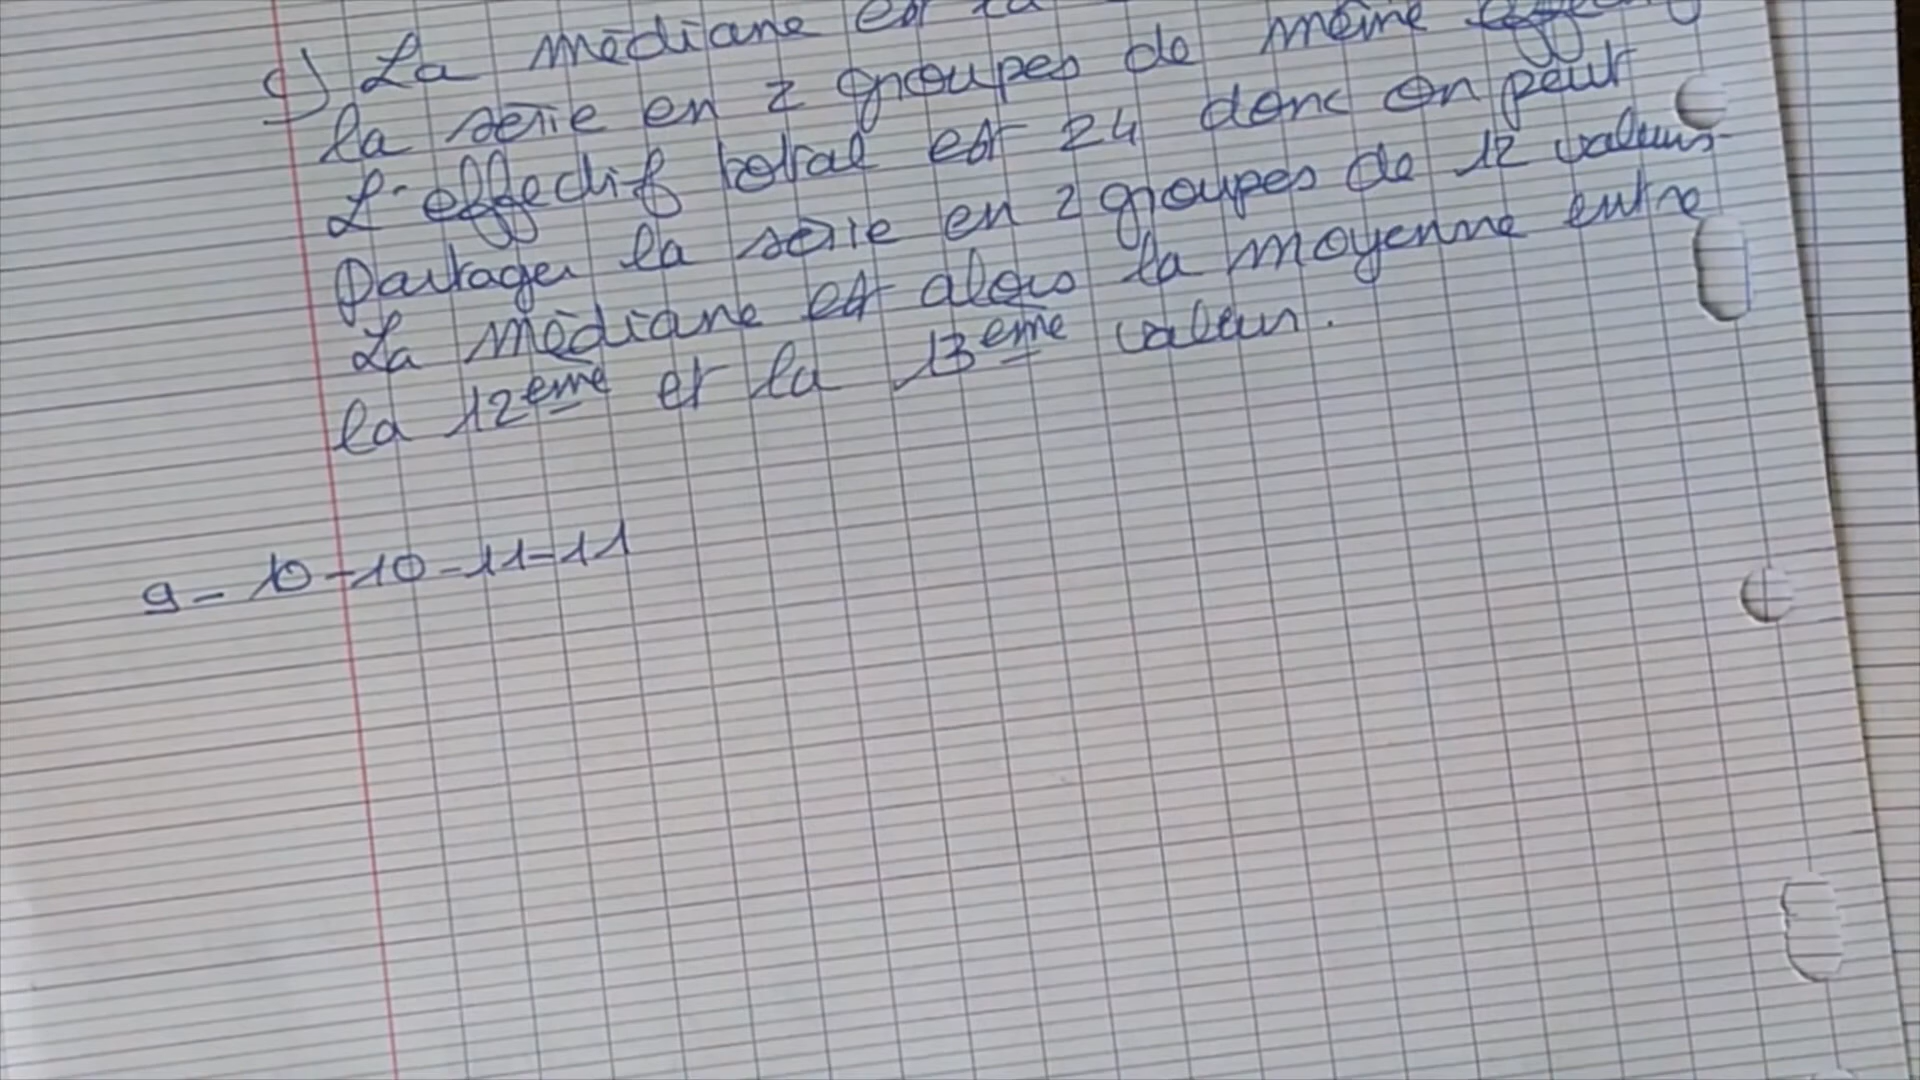 c) La médiane est la
la série en 2 groupes de même
L'effectif total est 24 donc on peut
partager la série en 2 groupes de 12 valeurs.
La médiane est alors la moyenne entre
la 12eme et la 13eme valeur.
9-10-10-11-11